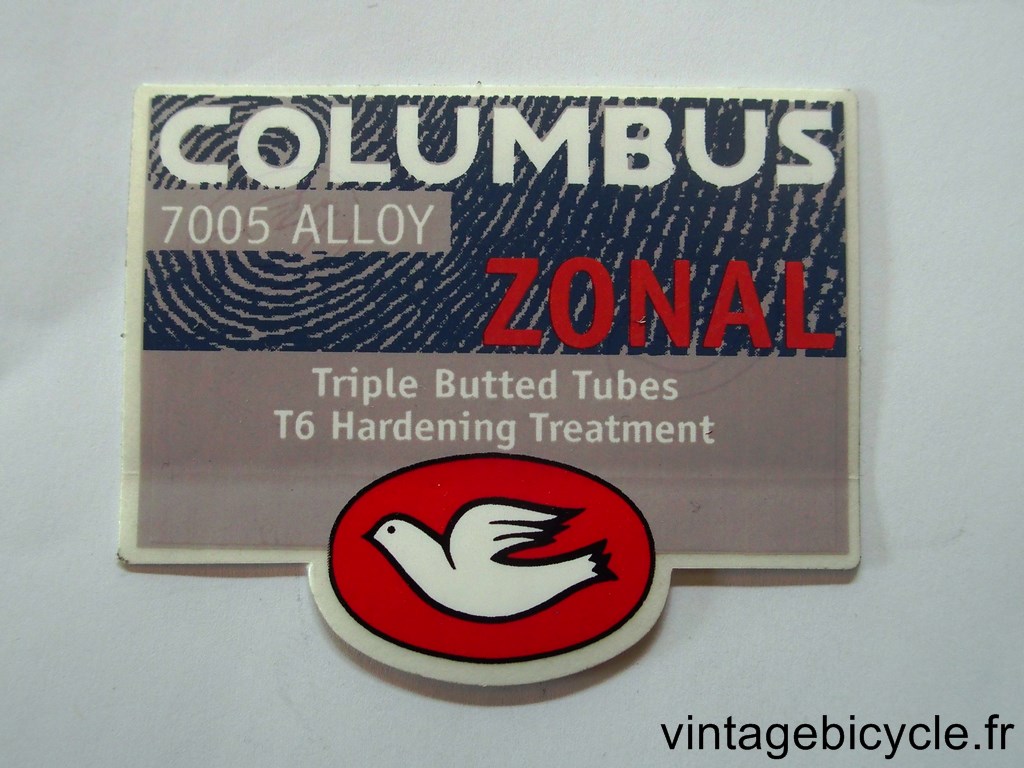 COLUMBUS
7005 ALLOY
ZONAL
Triple Butted Tubes
T6 Hardening Treatment
vintagebicycle.fr